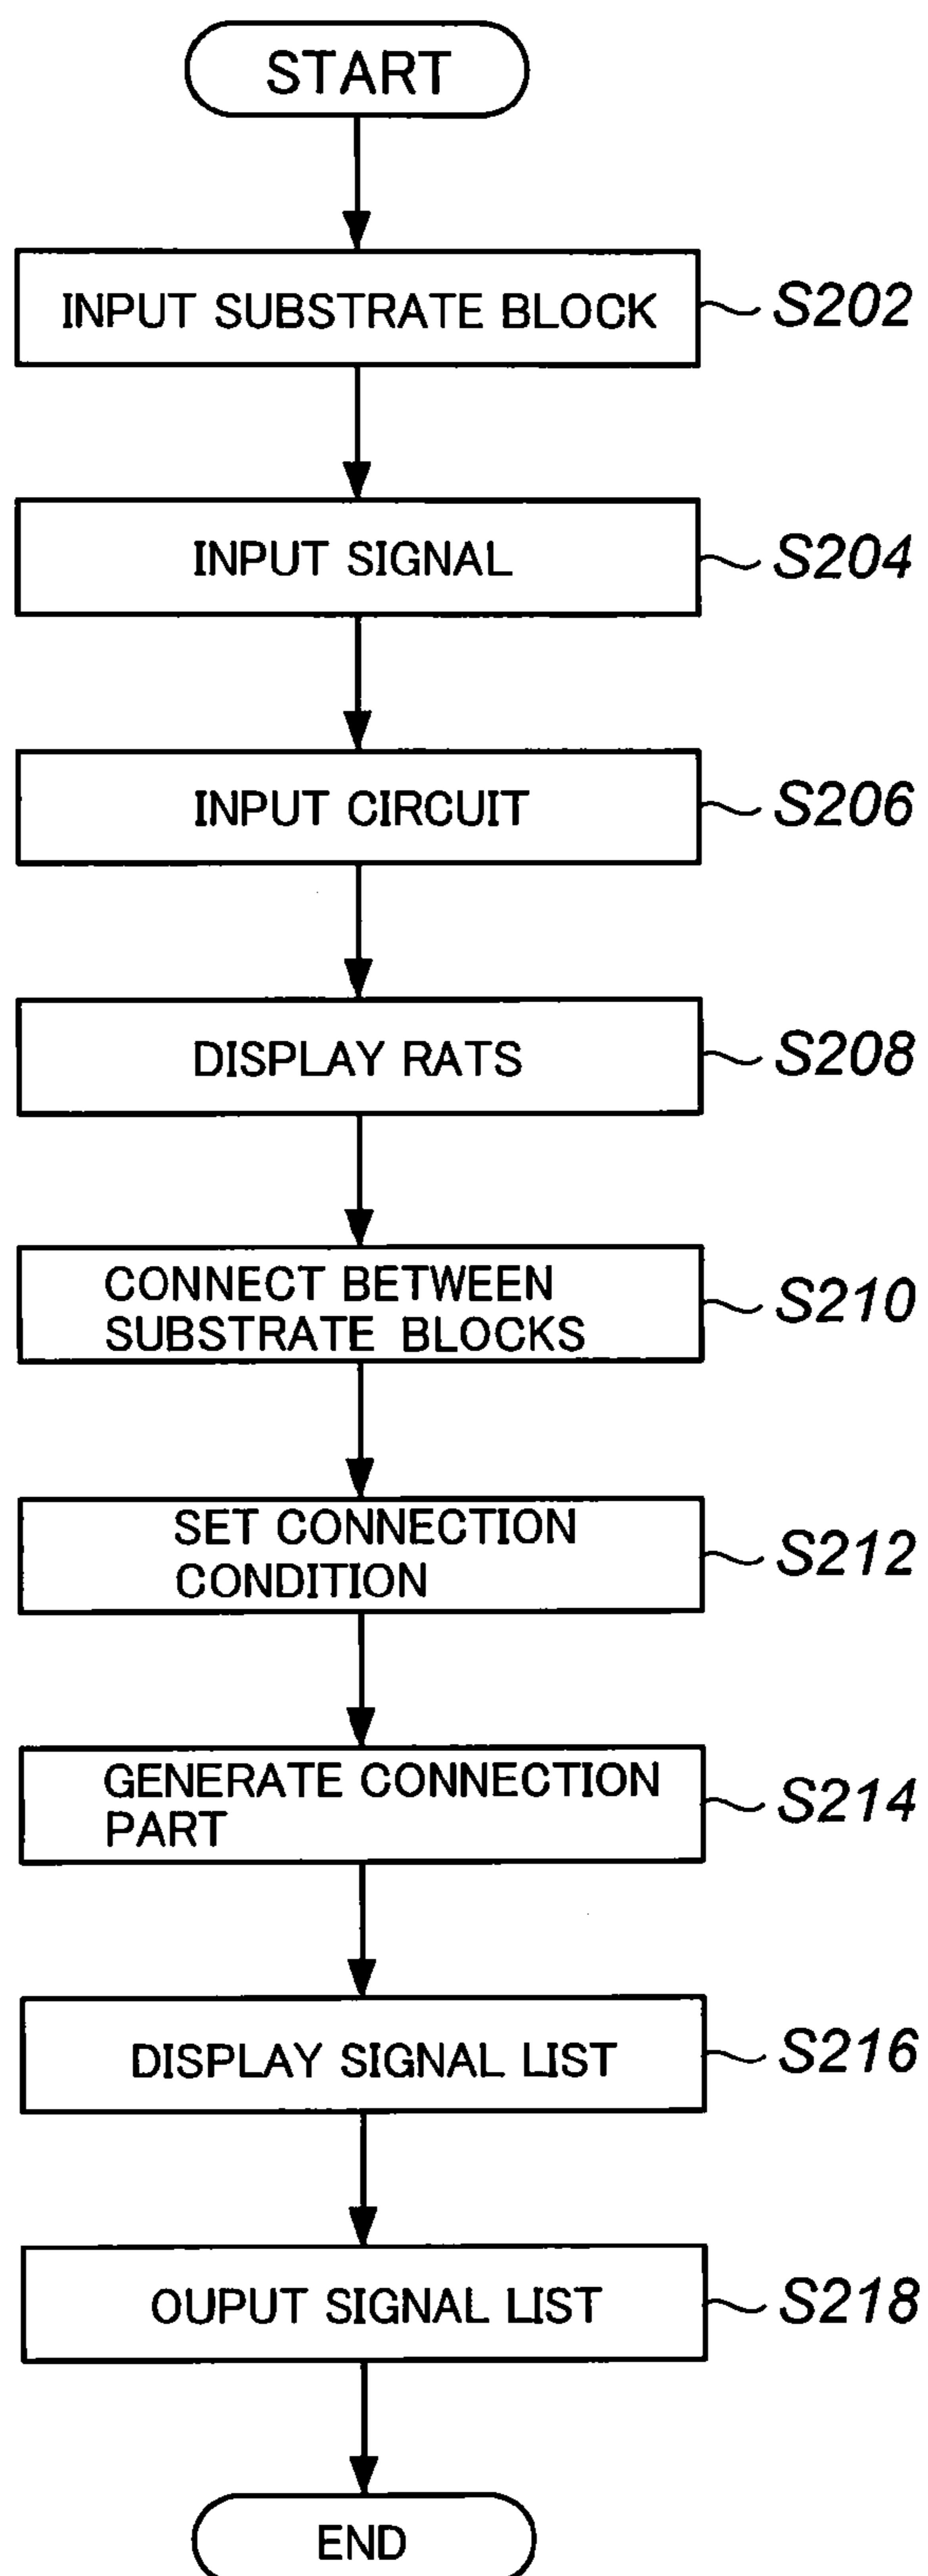 START
INPUT SUBSTRATE BLOCK
S202
INPUT SIGNAL
S204
INPUT CIRCUIT
S206
DISPLAY RATS
S208
CONNECT BETWEEN
SUBSTRATE BLOCKS
S210
SET CONNECTION
CONDITION
S212
GENERATE CONNECTION
PART
S214
DISPLAY SIGNAL LIST
S216
OUPUT SIGNAL LIST
S218
END